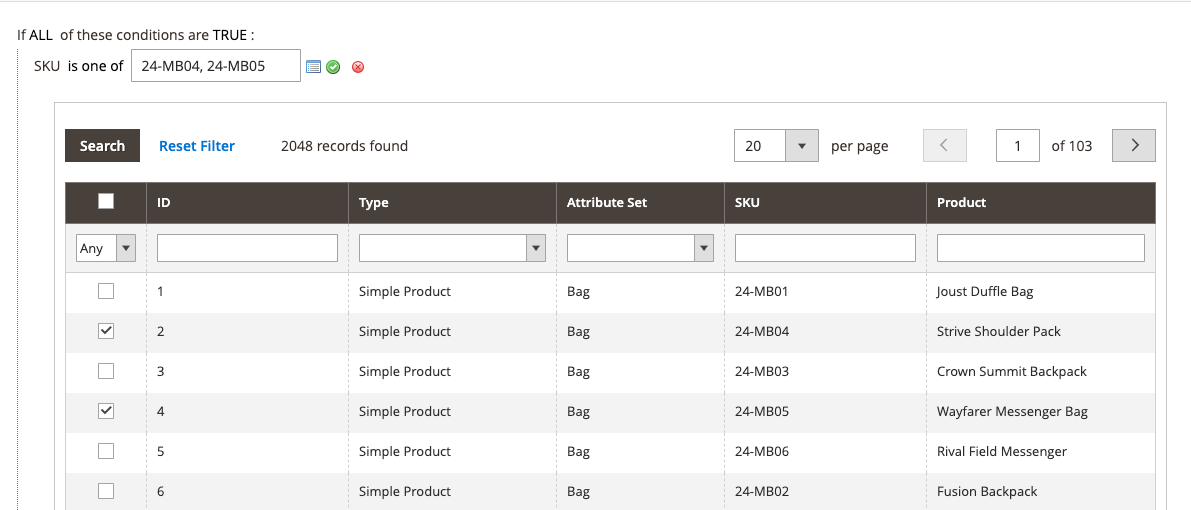 If ALL of these conditions are TRUE :
SKU is one of 24-MB04, 24-MB05
Search Reset Filter 2048 records found 20 per page 1 of 103
ID Type Attribute Set SKU Product
Any
1 Simple Product Bag 24-MB01 Joust Duffle Bag
2 Simple Product Bag 24-MB04 Strive Shoulder Pack
3 Simple Product Bag 24-MB03 Crown Summit Backpack
4 Simple Product Bag 24-MB05 Wayfarer Messenger Bag
5 Simple Product Bag 24-MB06 Rival Field Messenger
6 Simple Product Bag 24-MB02 Fusion Backpack